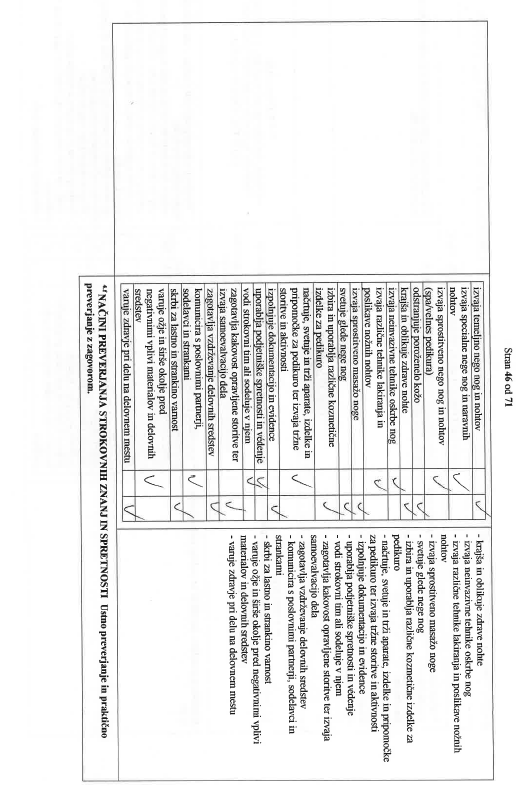 Stran 46 od 71
izvaja temeljno nego nog in nohtov
izvaja specialne nege nog in naravnih
nohtov
izvaja sprostitveno nego nog in nohtov
(spa/velnes pedikura)
odstranjuje poroženelo kožo
krajša in oblikuje zdrave nohte
izvaja neinvazivne tehnike oskrbe nog
izvaja različne tehnike lakiranja in
poslikave nožnih nohtov
izvaja sprostitveno masažo noge
svetuje glede nege nog
izbira in uporablja različne kozmetične
izdelke za pedikuro
načrtuje, svetuje in trži aparate, izdelke in
pripomočke za pedikuro ter izvaja tržne
storitve in aktivnosti
izpolnjuje dokumentacijo in evidence
uporablja podjetniške spretnosti in vedenje
vodi strokovni tim ali sodeluje v njem
zagotavlja kakovost opravljene storitve ter
izvaja samoevalvacijo dela
zagotavlja vzdrževanje delovnih sredstev
komunicira s poslovnimi partnerji,
sodelavci in strankami
skrbi za lastno in strankino varnost
varuje ožje in širše okolje pred
negativnimi vplivi materialov in delovnih
sredstev
varuje zdravje pri delu na delovnem mestu
- krajša in oblikuje zdrave nohte
- izvaja neinvazivne tehnike oskrbe nog
- izvaja različne tehnike lakiranja in poslikave nožnih
nohtov
- izvaja sprostitveno masažo noge
- svetuje glede nege nog
- izbira in uporablja različne kozmetične izdelke za
pedikuro
- načrtuje, svetuje in trži aparate, izdelke in pripomočke
za pedikuro ter izvaja tržne storitve in aktivnosti
- izpolnjuje dokumentacijo in evidence
- uporablja podjetniške spretnosti in vedenje
- vodi strokovni tim ali sodeluje v njem
- zagotavlja kakovost opravljene storitve ter izvaja
samoevalvacijo dela
- zagotavlja vzdrževanje delovnih sredstev
- komunicira s poslovnimi partnerji, sodelavci in
strankami
- skrbi za lastno in strankino varnost
- varuje ožje in širše okolje pred negativnimi vplivi
materialov in delovnih sredstev
- varuje zdravje pri delu na delovnem mestu
NAČINI PREVERJANJA STROKOVNIH ZNANJ IN SPRETNOSTI Ustno preverjanje in praktično
preverjanje z zagovorom.